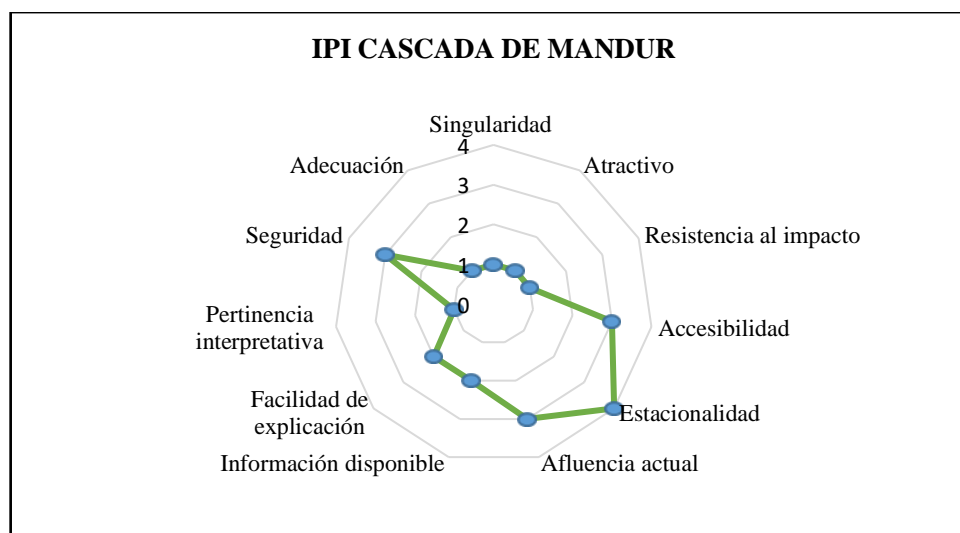 IPI CASCADA DE MANDUR
Singularidad
Atractivo
Resistencia al impacto
Accesibilidad
Estacionalidad
Afluencia actual
Información disponible
Facilidad de
explicación
Pertinencia
interpretativa
Seguridad
Adecuación
4
3
2
1
0